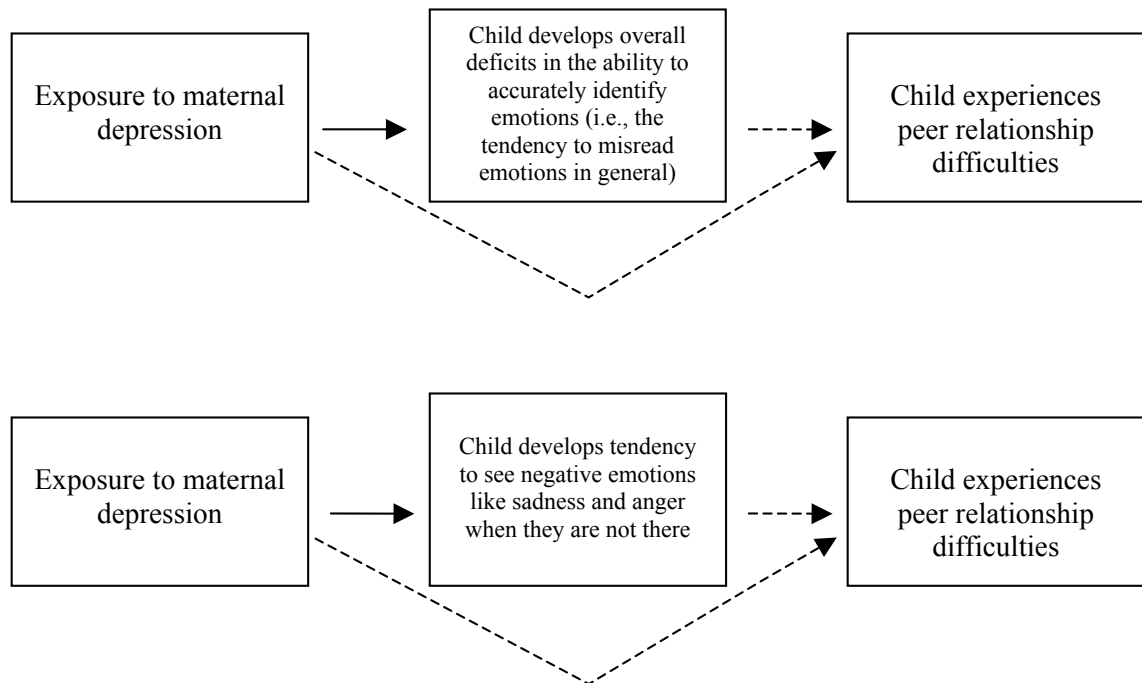 Exposure to maternal
depression
Child develops overall
deficits in the ability to
accurately identify
emotions (i.e., the
tendency to misread
emotions in general)
Child experiences
peer relationship
difficulties
Exposure to maternal
depression
Child develops tendency
to see negative emotions
like sadness and anger
when they are not there
Child experiences
peer relationship
difficulties